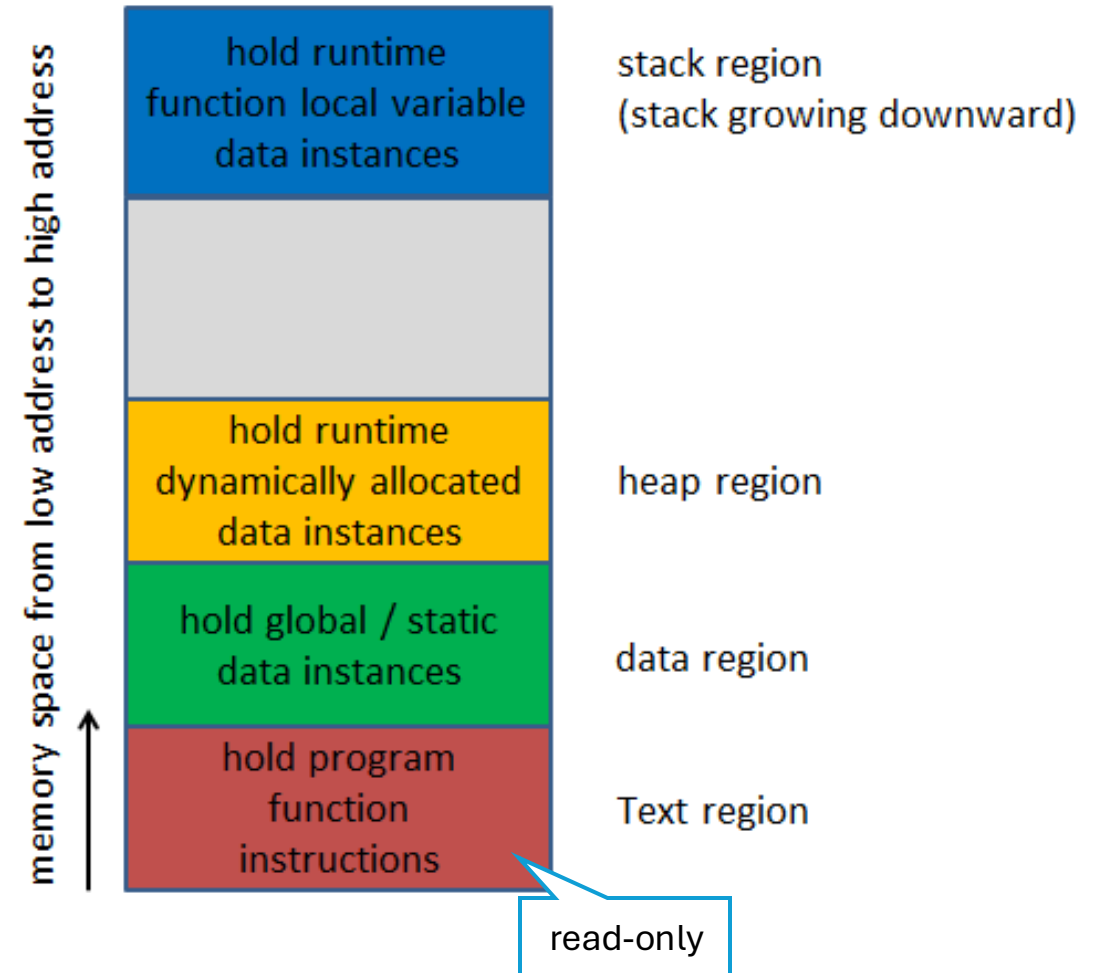 memory space from low address to high address
hold runtime
function local variable
data instances
stack region
(stack growing downward)
hold runtime
dynamically allocated
data instances
heap region
hold global / static
data instances
data region
hold program
function
instructions
Text region
read-only